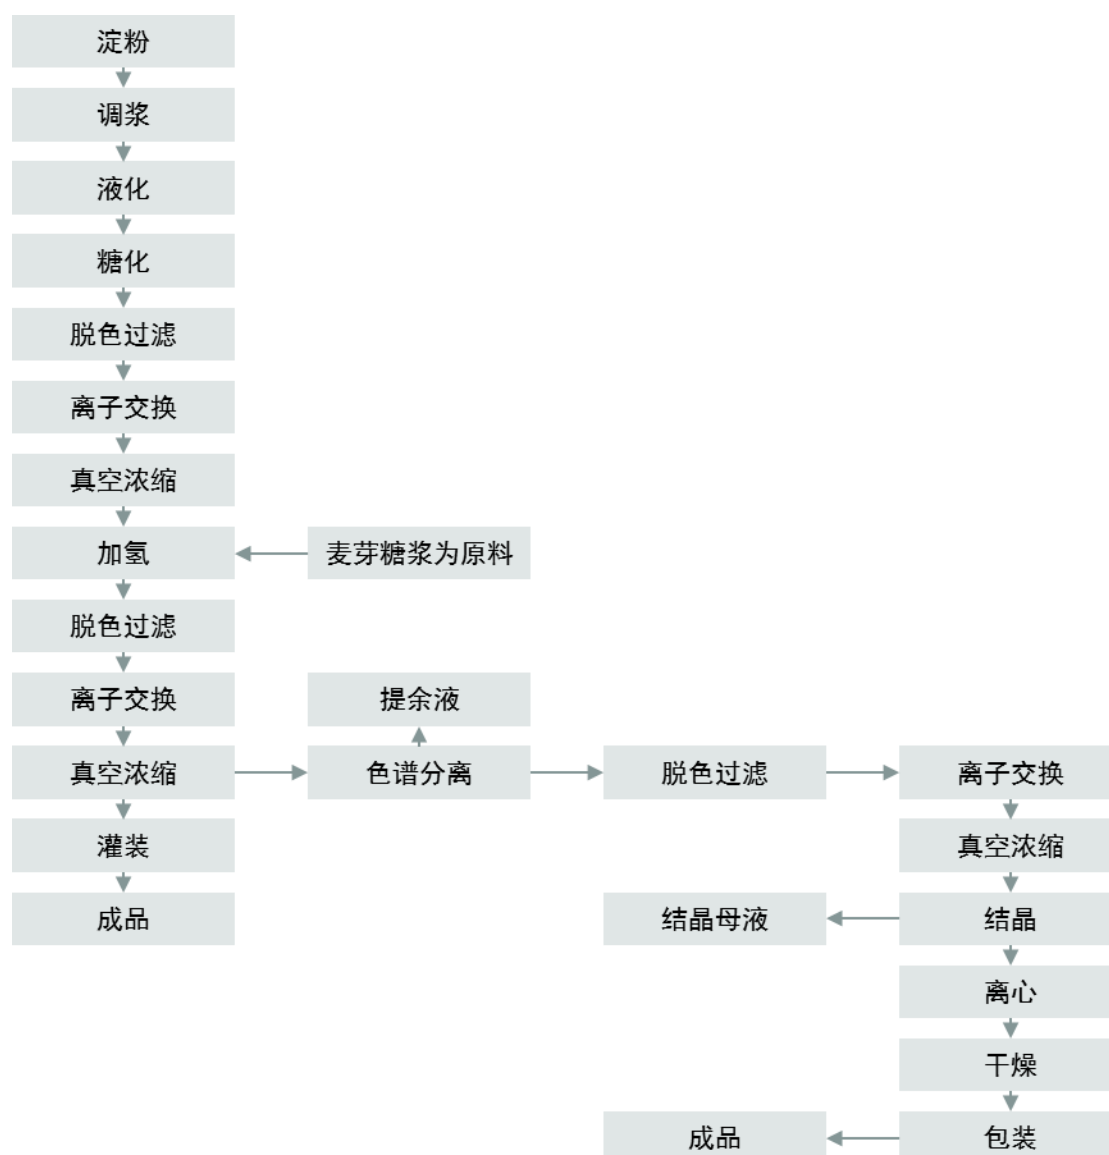 淀粉
调浆
液化
糖化
脱色过滤
离子交换
真空浓缩
加氢
麦芽糖浆为原料
脱色过滤
离子交换
提余液
真空浓缩
色谱分离
脱色过滤
离子交换
灌装
真空浓缩
成品
结晶母液
结晶
离心
干燥
成品
包装